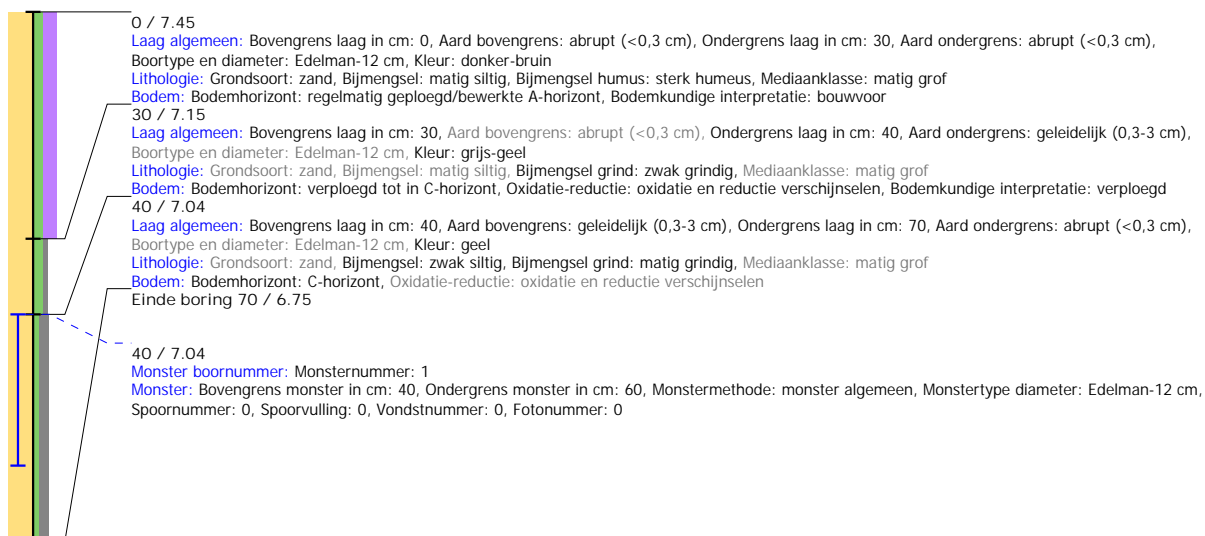 0 / 7.45
Laag algemeen: Bovengrens laag in cm: 0, Aard bovengrens: abrupt (<0,3 cm), Ondergrens laag in cm: 30, Aard ondergrens: abrupt (<0,3 cm),
Boortype en diameter: Edelman-12 cm, Kleur: donker-bruin
Lithologie: Grondsoort: zand, Bijmengsel: matig siltig, Bijmengsel humus: sterk humeus, Mediaanklasse: matig grof
Bodem: Bodemhorizont: regelmatig geploegd/bewerkte A-horizont, Bodemkundige interpretatie: bouwvoor
30 / 7.15
Laag algemeen: Bovengrens laag in cm: 30, Aard bovengrens: abrupt (<0,3 cm), Ondergrens laag in cm: 40, Aard ondergrens: geleidelijk (0,3-3 cm),
Boortype en diameter: Edelman-12 cm, Kleur: grijs-geel
Lithologie: Grondsoort: zand, Bijmengsel: matig siltig, Bijmengsel grind: zwak grindig, Mediaanklasse: matig grof
Bodem: Bodemhorizont: verploegd tot in C-horizont, Oxidatie-reductie: oxidatie en reductie verschijnselen, Bodemkundige interpretatie: verploegd
40 / 7.04
Laag algemeen: Bovengrens laag in cm: 40, Aard bovengrens: geleidelijk (0,3-3 cm), Ondergrens laag in cm: 70, Aard ondergrens: abrupt (<0,3 cm),
Boortype en diameter: Edelman-12 cm, Kleur: geel
Lithologie: Grondsoort: zand, Bijmengsel: zwak siltig, Bijmengsel grind: matig grindig, Mediaanklasse: matig grof
Bodem: Bodemhorizont: C-horizont, Oxidatie-reductie: oxidatie en reductie verschijnselen
Einde boring 70 / 6.75
40 / 7.04
Monster boornummer: Monsternummer: 1
Monster: Bovengrens monster in cm: 40, Ondergrens monster in cm: 60, Monstermethode: monster algemeen, Monstertype diameter: Edelman-12 cm,
Spoornummer: 0, Spoorvulling: 0, Vondstnummer: 0, Fotonummer: 0